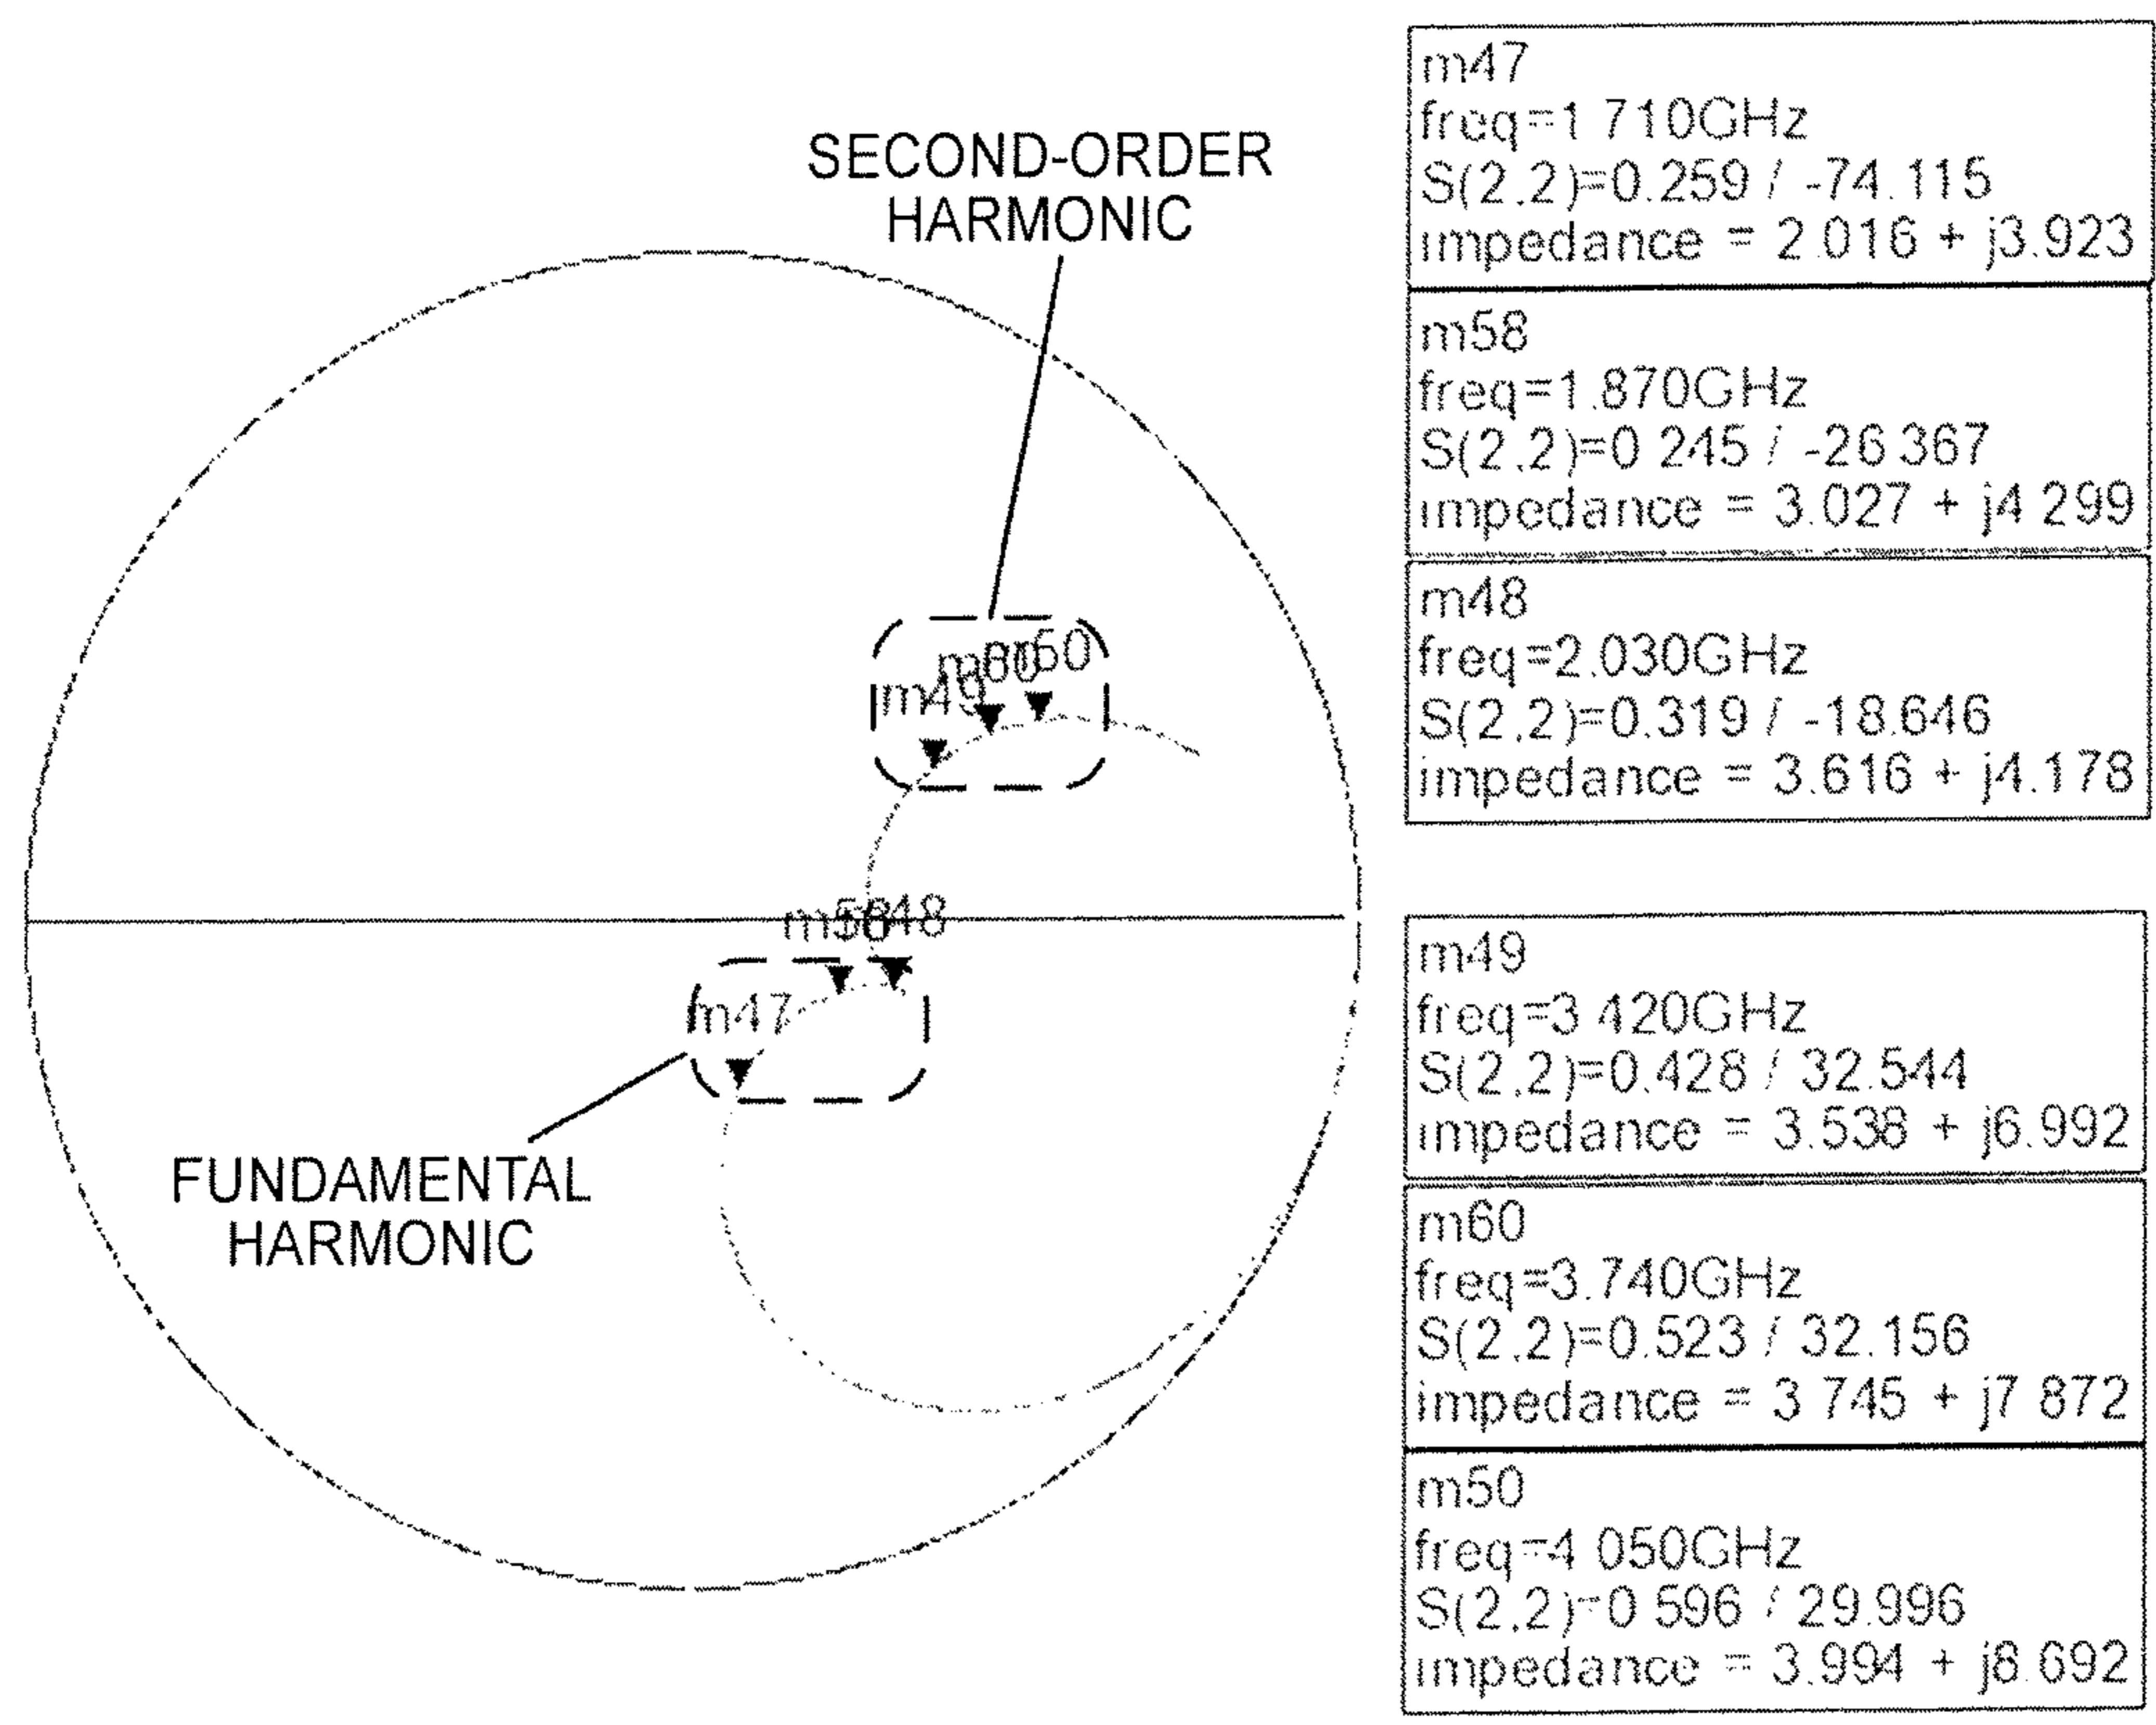 SECOND-ORDER
HARMONIC
m49
m60
m50
m58
m48
m47
FUNDAMENTAL
HARMONIC
m47
freq=1 710GHz
S(2,2)=0.259 / -74.115
impedance = 2.016 + j3.923
m58
freq=1.870GHz
S(2,2)=0 245 / -26 367
impedance = 3.027 + j4 299
m48
freq=2.030GHz
S(2,2)=0.319 / -18.646
impedance = 3.616 + j4.178
m49
freq=3 420GHz
S(2,2)=0.428 / 32.544
impedance = 3.538 + j6.992
m60
freq=3.740GHz
S(2,2)=0.523 / 32.156
impedance = 3 745 + j7 872
m50
freq=4 050GHz
S(2,2)=0 596 / 29.996
impedance = 3.994 + j8.692